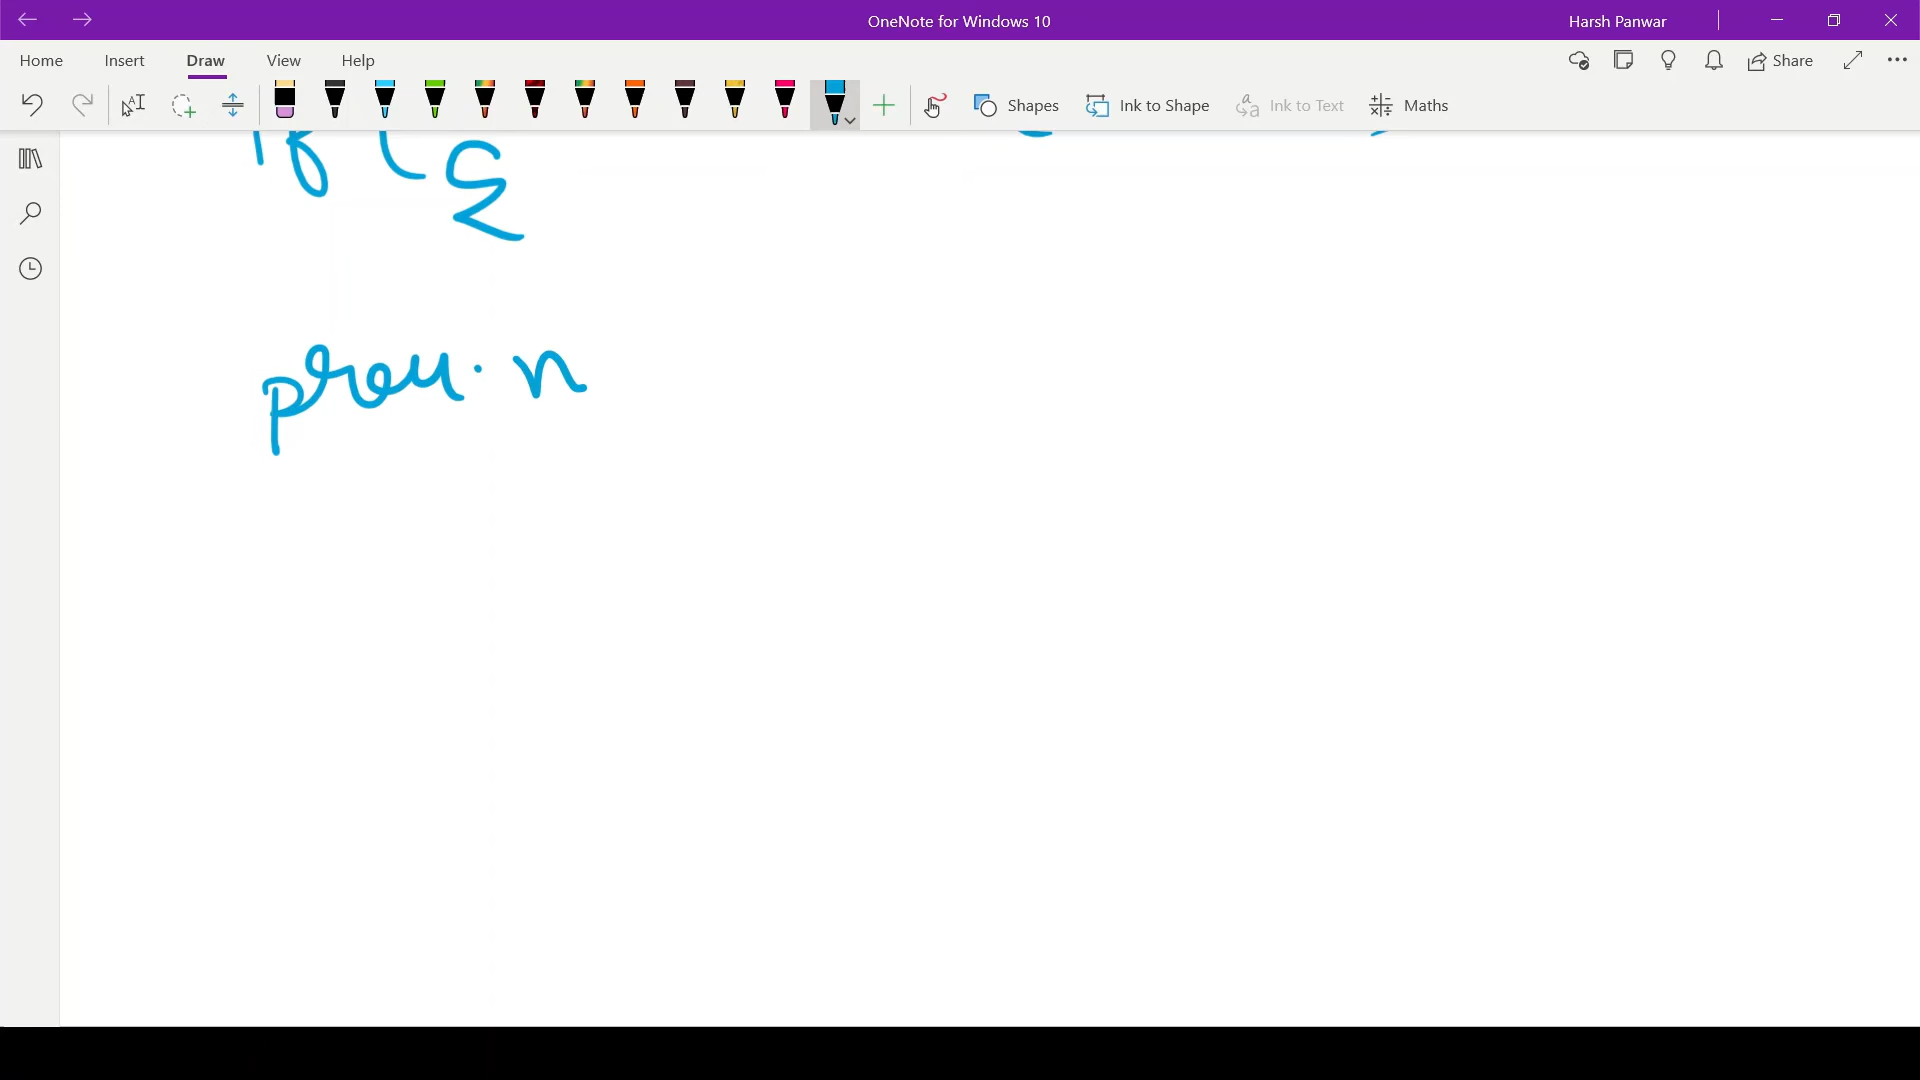 OneNote for Windows 10
Harsh Panwar
Home Insert Draw View Help
Share
Shapes Ink to Shape Ink to Text Maths
if (
prev. n